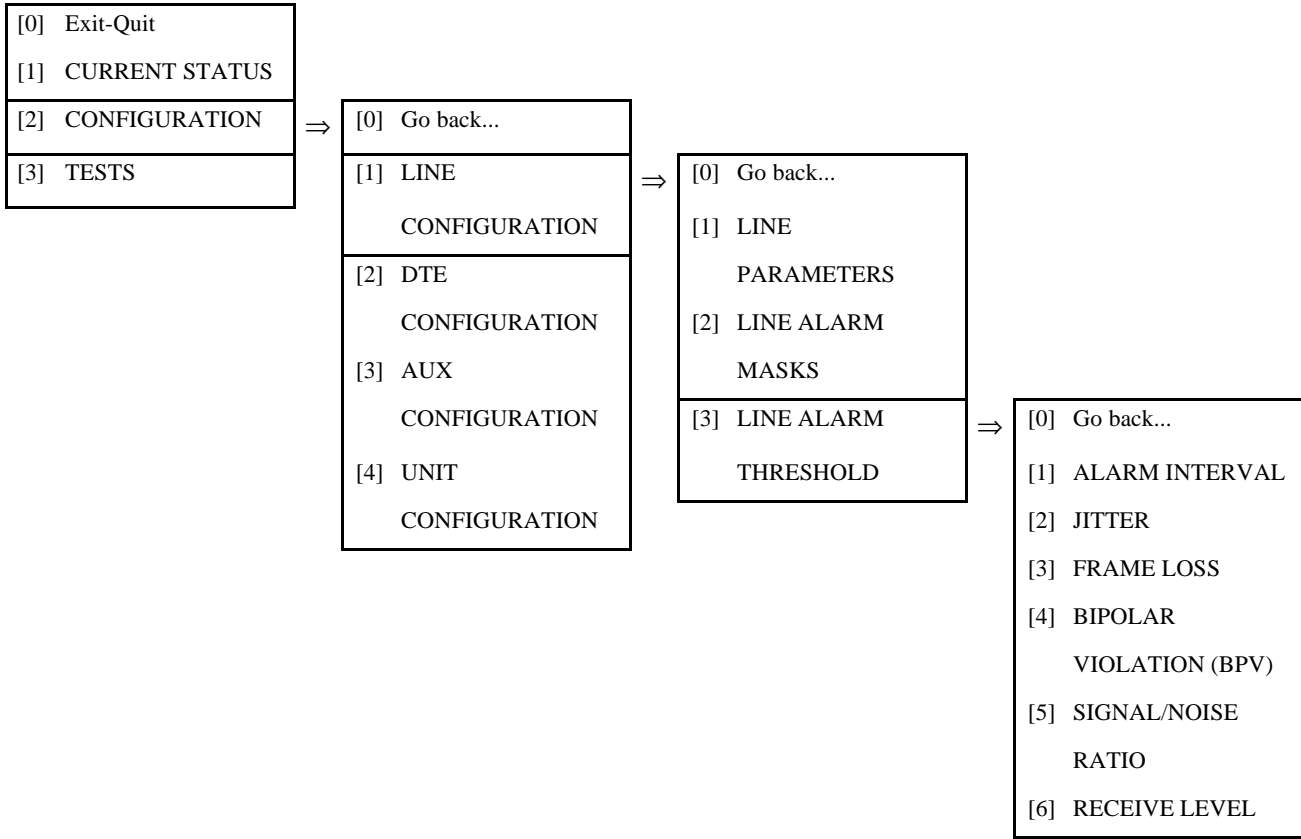 [0] Exit-Quit
[1] CURRENT STATUS
[2] CONFIGURATION
[3] TESTS
⇒
[0] Go back...
[1] LINE
CONFIGURATION
[2] DTE
CONFIGURATION
[3] AUX
CONFIGURATION
[4] UNIT
CONFIGURATION
⇒
[0] Go back...
[1] LINE
PARAMETERS
[2] LINE ALARM
MASKS
[3] LINE ALARM
THRESHOLD
⇒
[0] Go back...
[1] ALARM INTERVAL
[2] JITTER
[3] FRAME LOSS
[4] BIPOLAR
VIOLATION (BPV)
[5] SIGNAL/NOISE
RATIO
[6] RECEIVE LEVEL